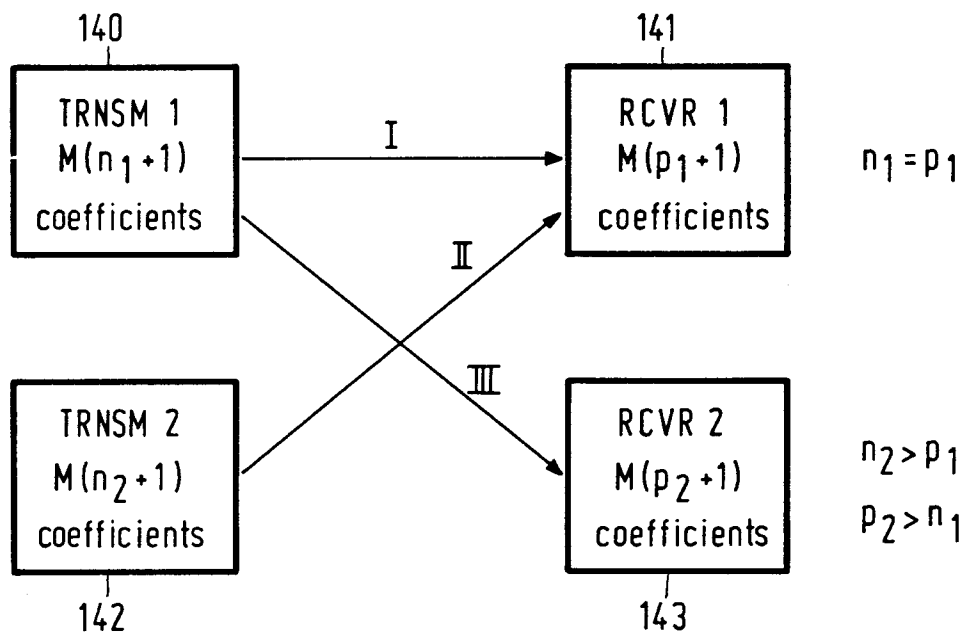 140
TRNSM 1
M(n₁+1)
coefficients
I
II
III
141
RCVR 1
M(p₁+1)
coefficients
n₁=p₁
TRNSM 2
M(n₂+1)
coefficients
142
RCVR 2
M(p₂+1)
coefficients
143
n₂>p₁
p₂>n₁